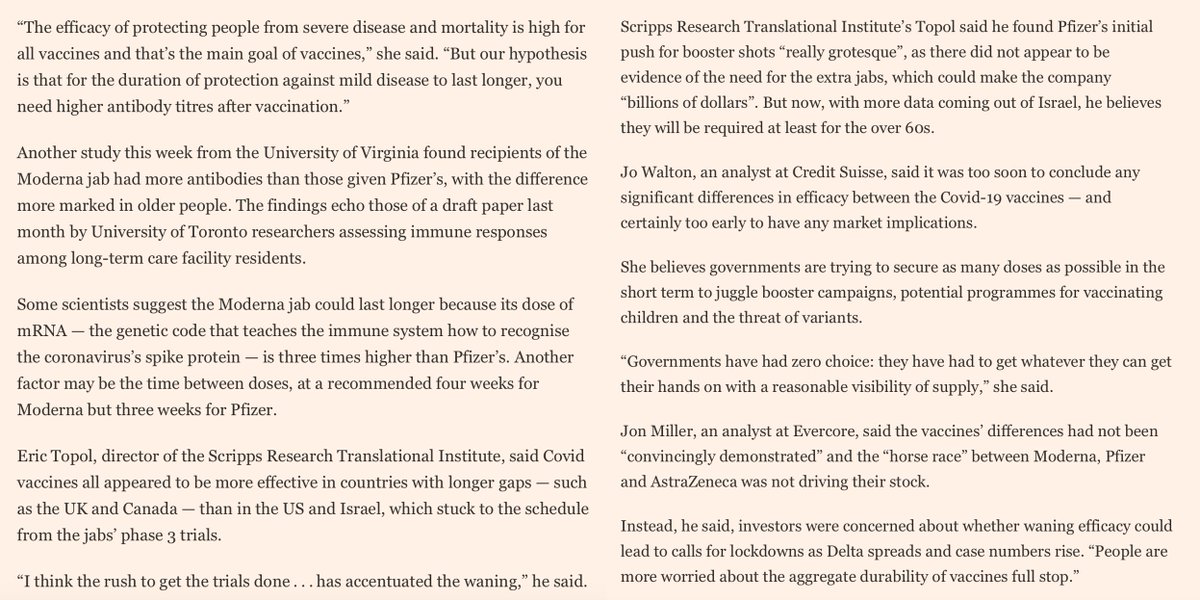 “The efficacy of protecting people from severe disease and mortality is high for
all vaccines and that’s the main goal of vaccines,” she said. “But our hypothesis
is that for the duration of protection against mild disease to last longer, you
need higher antibody titres after vaccination.”
Another study this week from the University of Virginia found recipients of the
Moderna jab had more antibodies than those given Pfizer’s, with the difference
more marked in older people. The findings echo those of a draft paper last
month by University of Toronto researchers assessing immune responses
among long-term care facility residents.
Some scientists suggest the Moderna jab could last longer because its dose of
mRNA — the genetic code that teaches the immune system how to recognise
the coronavirus’s spike protein — is three times higher than Pfizer’s. Another
factor may be the time between doses, at a recommended four weeks for
Moderna but three weeks for Pfizer.
Eric Topol, director of the Scripps Research Translational Institute, said Covid
vaccines all appeared to be more effective in countries with longer gaps — such
as the UK and Canada — than in the US and Israel, which stuck to the schedule
from the jabs’ phase 3 trials.
“I think the rush to get the trials done . . . has accentuated the waning,” he said.
Scripps Research Translational Institute’s Topol said he found Pfizer’s initial
push for booster shots “really grotesque”, as there did not appear to be
evidence of the need for the extra jabs, which could make the company
“billions of dollars”. But now, with more data coming out of Israel, he believes
they will be required at least for the over 60s.
Jo Walton, an analyst at Credit Suisse, said it was too soon to conclude any
significant differences in efficacy between the Covid-19 vaccines — and
certainly too early to have any market implications.
She believes governments are trying to secure as many doses as possible in the
short term to juggle booster campaigns, potential programmes for vaccinating
children and the threat of variants.
“Governments have had zero choice: they have had to get whatever they can get
their hands on with a reasonable visibility of supply,” she said.
Jon Miller, an analyst at Evercore, said the vaccines’ differences had not been
“convincingly demonstrated” and the “horse race” between Moderna, Pfizer
and AstraZeneca was not driving their stock.
Instead, he said, investors were concerned about whether waning efficacy could
lead to calls for lockdowns as Delta spreads and case numbers rise. “People are
more worried about the aggregate durability of vaccines full stop.”